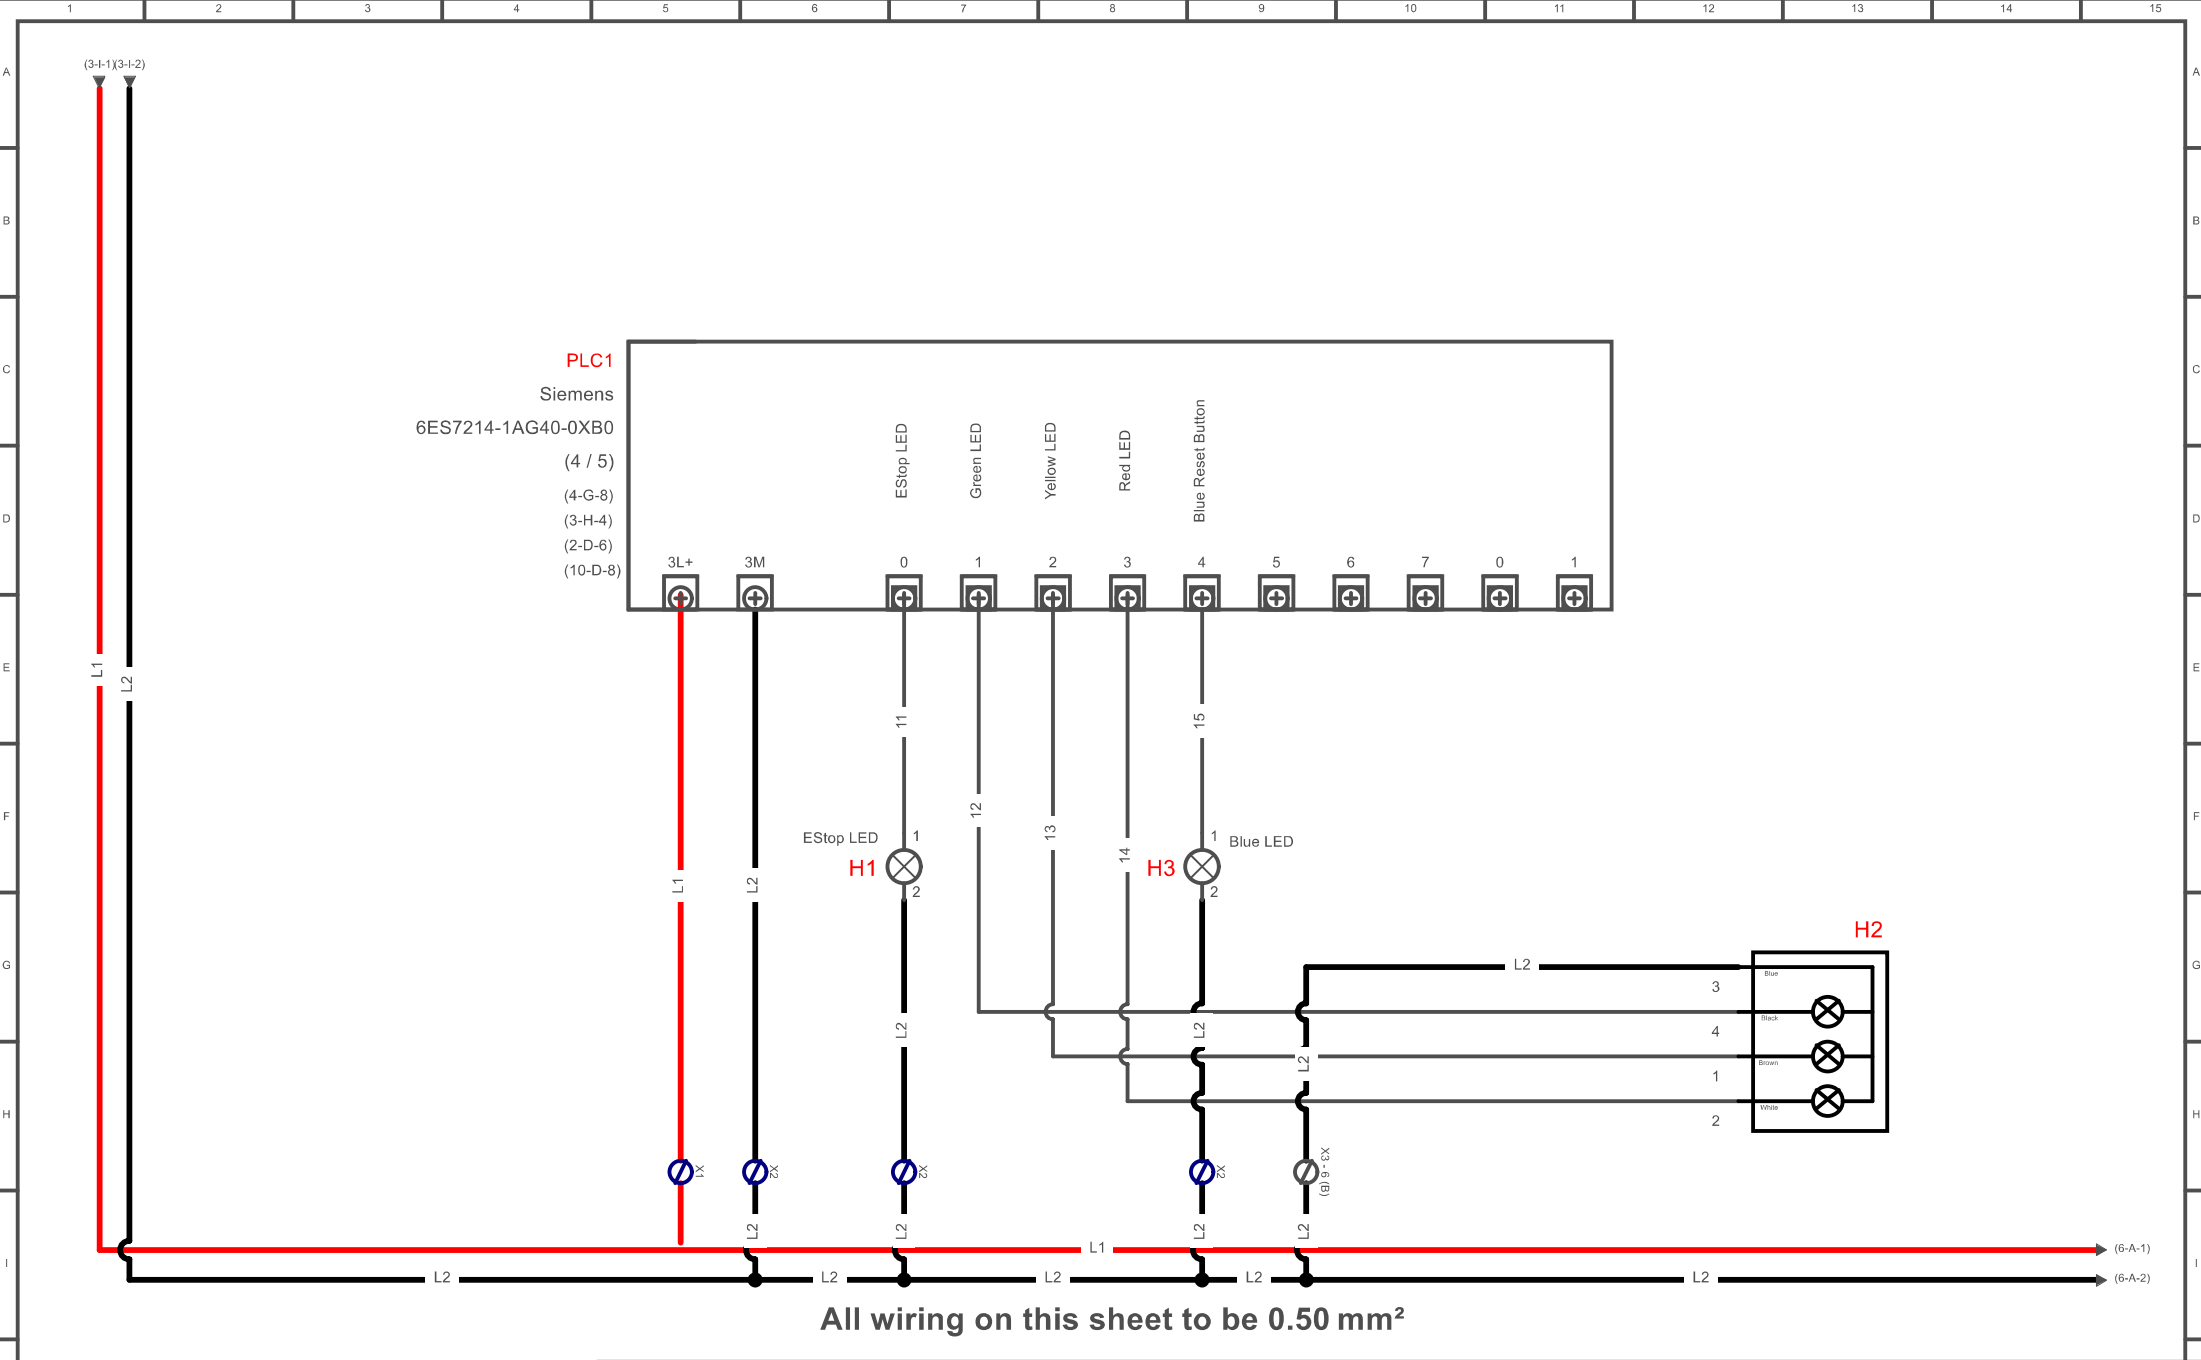 1 2 3 4 5 6 7 8 9 10 11 12 13 14 15
A A
(3-I-1) (3-I-2)
B B
C C
PLC1
Siemens
6ES7214-1AG40-0XB0
(4 / 5)
(4-G-8)
(3-H-4)
(2-D-6)
(10-D-8)
EStop LED
Green LED
Yellow LED
Red LED
Blue Reset Button
D D
3L+ 3M 0 1 2 3 4 5 6 7 0 1
E E
L1 L2
11 15
12
13
14
F F
EStop LED 1
H1
2
1 Blue LED
H3
2
L1 L2
H2
G G
L2
Blue
3
Black
4
Brown
1
White
2
L2 L2 L2
H H
X1 X2 X2 X2 X3 - 6 (B)
L2 L2 L2 L2
I I
L1 (6-A-1)
L2 L2 L2 L2 L2 (6-A-2)
All wiring on this sheet to be 0.50 mm²